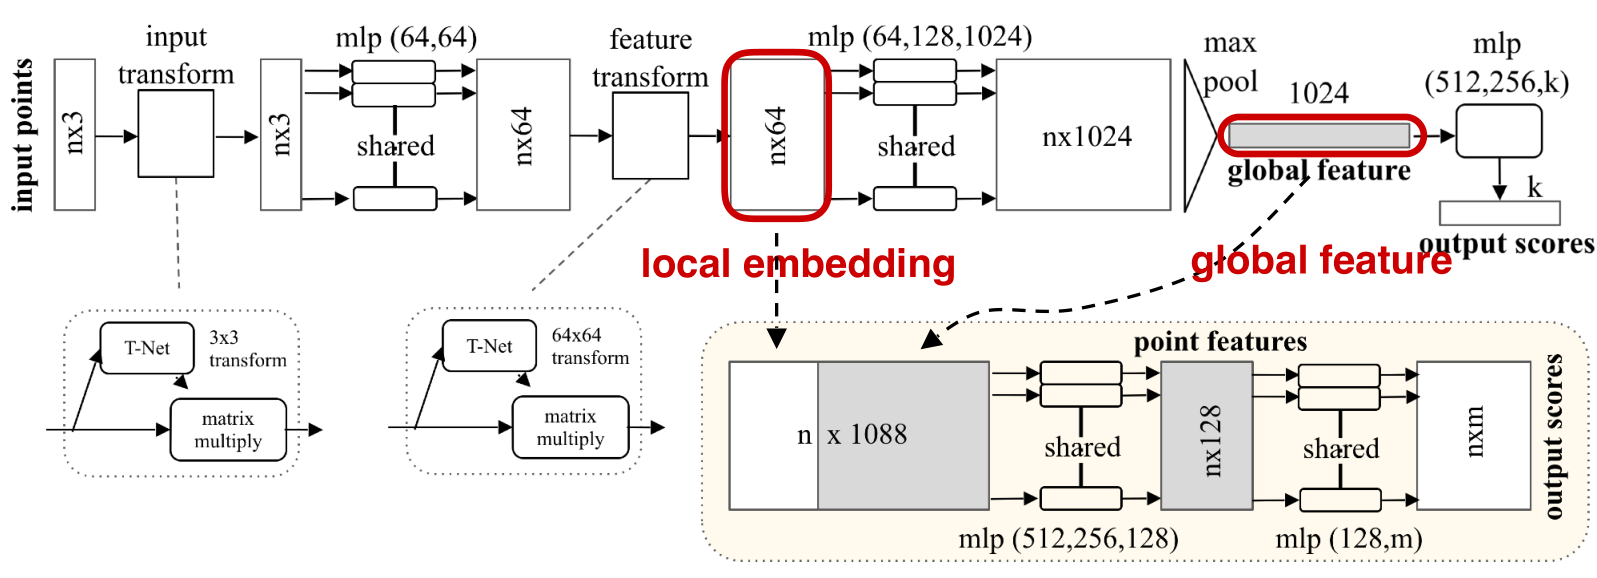 input points
nx3
input
transform
nx3
mlp (64,64)
shared
nx64
feature
transform
nx64
mlp (64,128,1024)
shared
nx1024
max
pool
1024
global feature
mlp
(512,256,k)
k
output scores
local embedding
global feature
T-Net
3x3
transform
matrix
multiply
T-Net
64x64
transform
matrix
multiply
point features
n x 1088
shared
mlp (512,256,128)
nx128
shared
mlp (128,m)
nxm
output scores